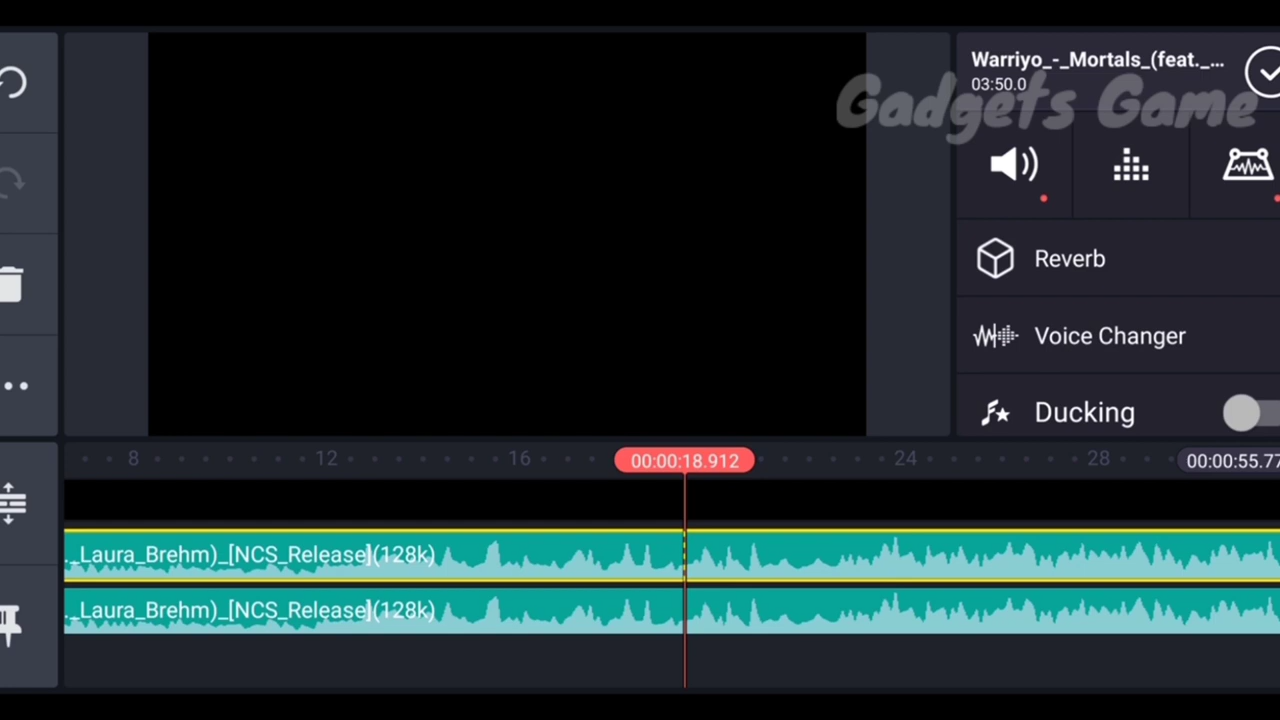 Warriyo_-_Mortals_(feat._...
03:50.0
Gadgets Game
Reverb
Voice Changer
Ducking
8 12 16 00:00:18.912 24 28 00:00:55.77
._Laura_Brehm)_[NCS_Release](128k)
._Laura_Brehm)_[NCS_Release](128k)